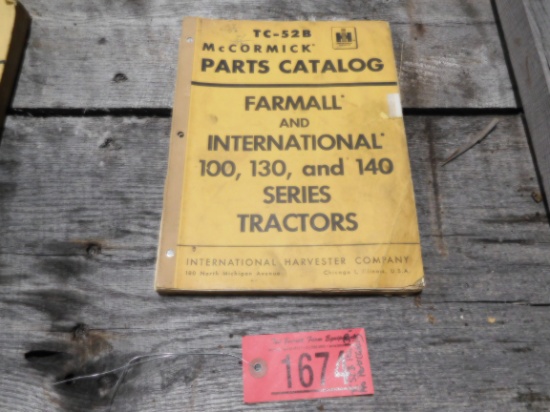 TC-52B
McCORMICK
PARTS CATALOG
IH
FARMALL
AND
INTERNATIONAL
100, 130, and 140
SERIES
TRACTORS
INTERNATIONAL HARVESTER COMPANY
180 North Michigan Avenue Chicago 1, Illinois, U.S.A.
1674